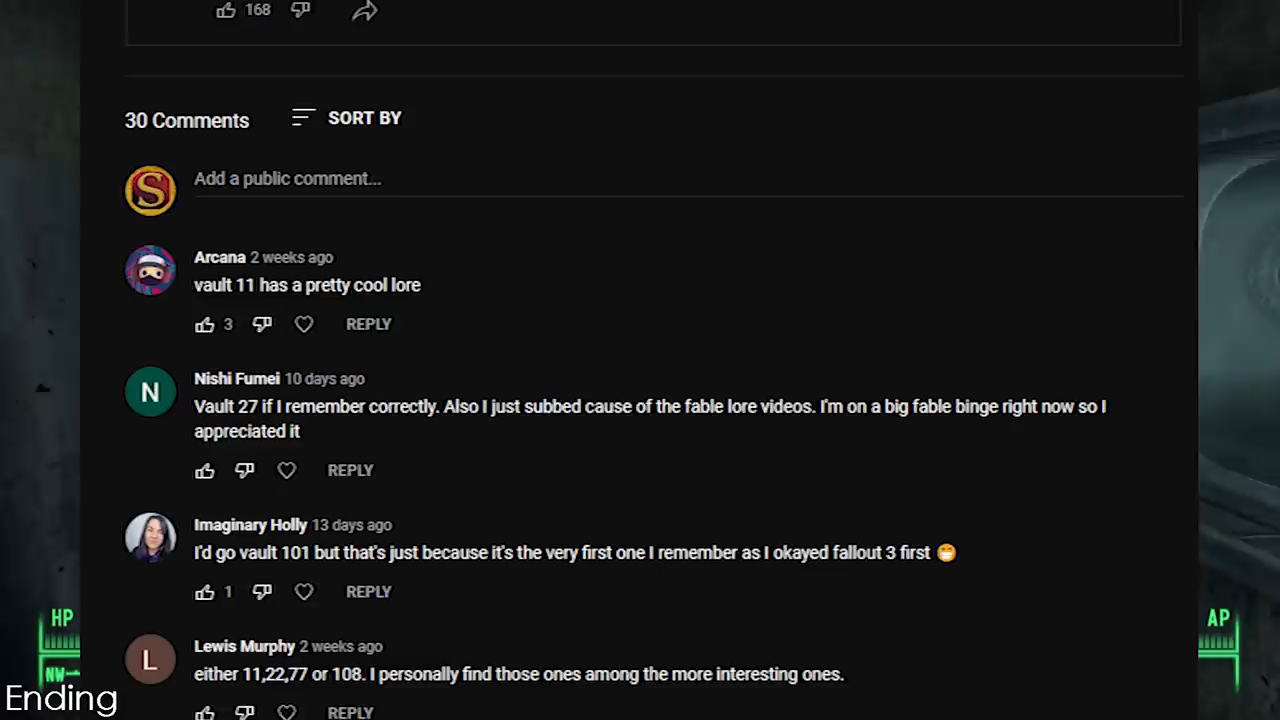 168
30 Comments
SORT BY
S
Add a public comment...
Arcana 2 weeks ago
vault 11 has a pretty cool lore
3 REPLY
N
Nishi Fumei 10 days ago
Vault 27 if I remember correctly. Also I just subbed cause of the fable lore videos. I'm on a big fable binge right now so I
appreciated it
REPLY
Imaginary Holly 13 days ago
I'd go vault 101 but that's just because it's the very first one I remember as I okayed fallout 3 first 😁
1 REPLY
HP
AP
L
Lewis Murphy 2 weeks ago
either 11,22,77 or 108. I personally find those ones among the more interesting ones.
NW
Ending
REPLY